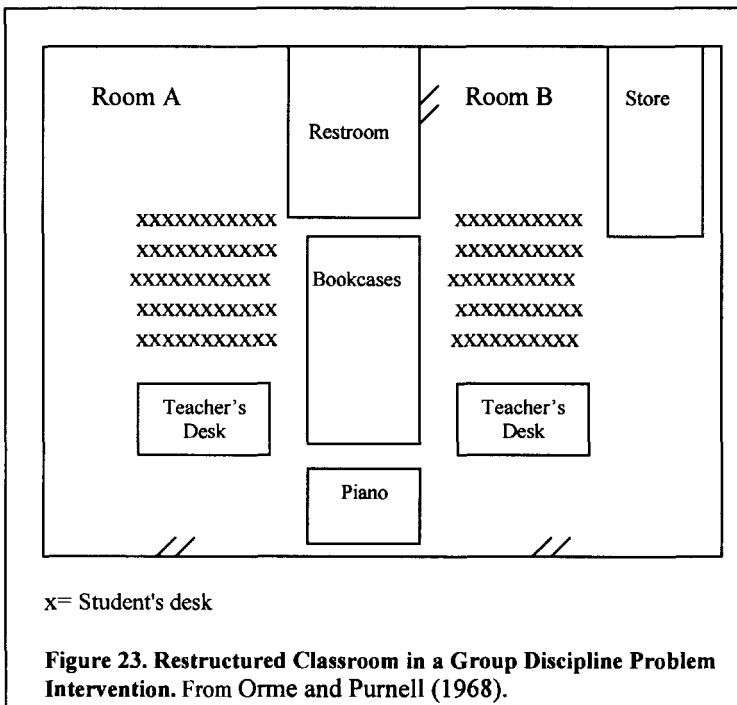 Room A
Room B
Store
Restroom
xxxxxxxxxxx xxxxxxxxxx
xxxxxxxxxxx xxxxxxxxxx
xxxxxxxxxxx Bookcases xxxxxxxxxx
xxxxxxxxxxx xxxxxxxxxx
xxxxxxxxxxx xxxxxxxxxx
Teacher's
Desk
Teacher's
Desk
Piano
x= Student's desk
Figure 23. Restructured Classroom in a Group Discipline Problem
Intervention. From Orme and Purnell (1968).